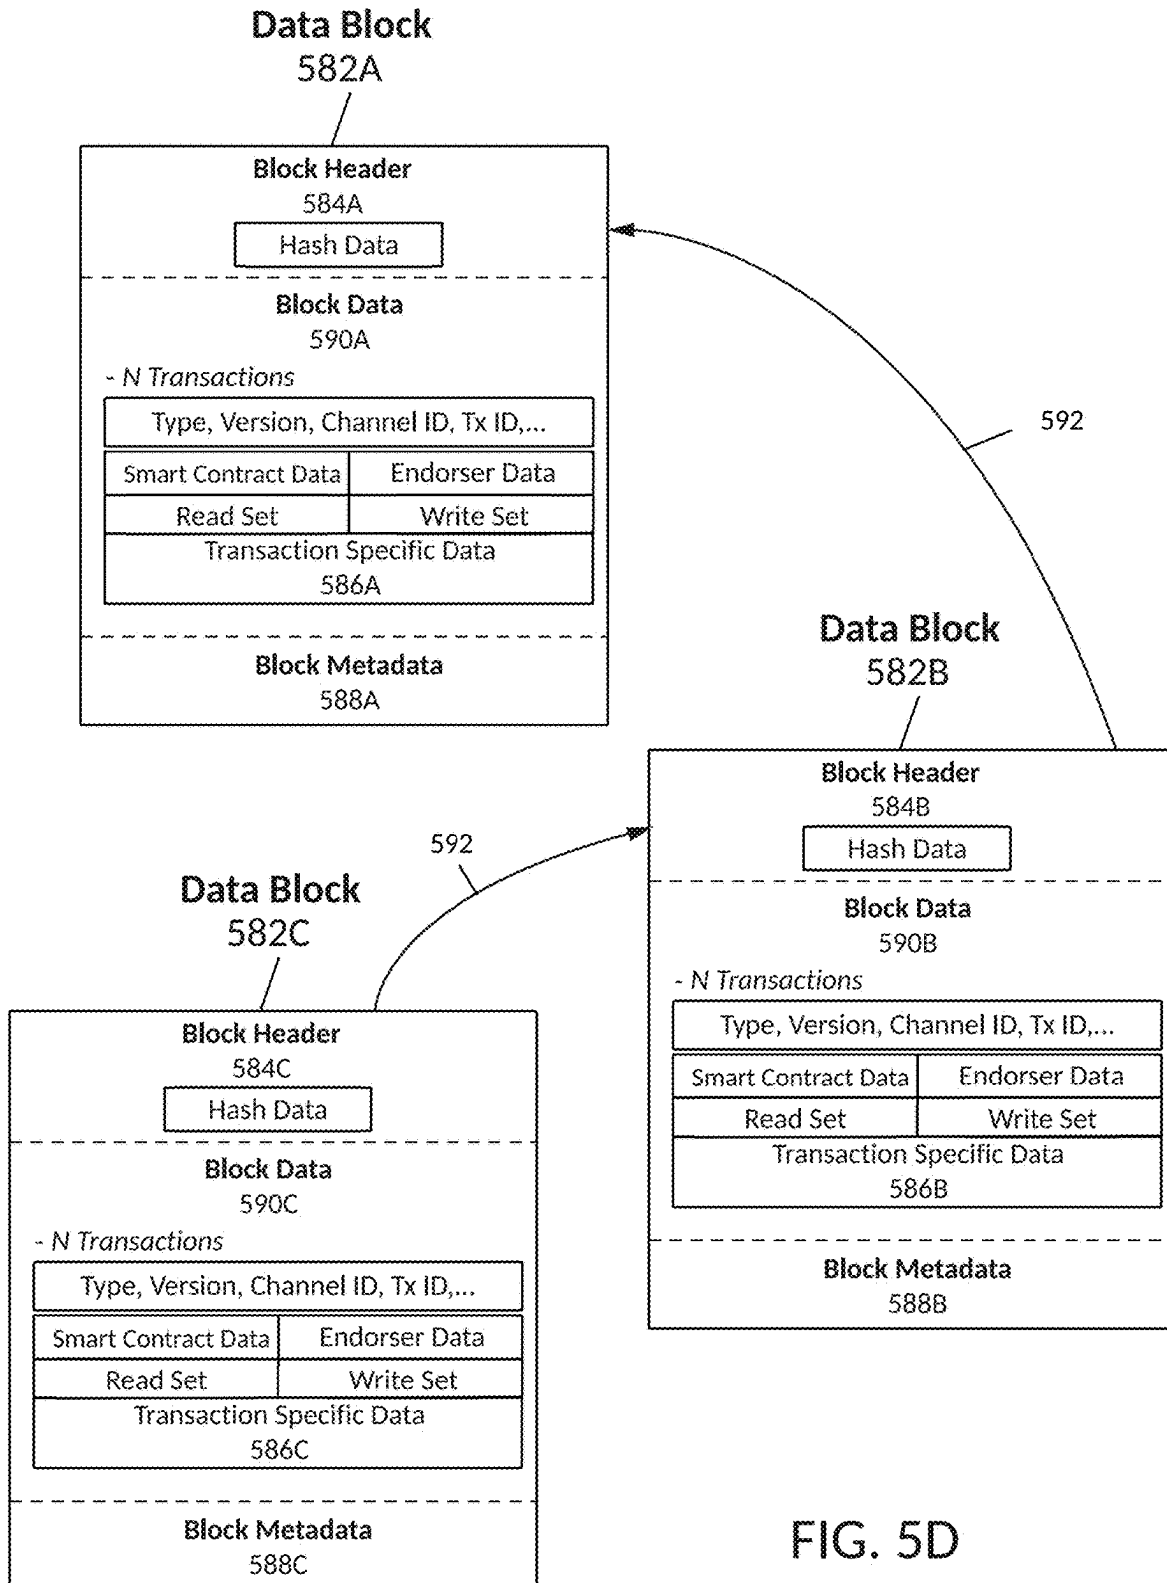 Data Block
582A
Block Header
584A
Hash Data
Block Data
590A
- N Transactions
Type, Version, Channel ID, Tx ID,...
Smart Contract Data
Endorser Data
Read Set
Write Set
Transaction Specific Data
586A
Block Metadata
588A
592
Data Block
582B
Block Header
584B
Hash Data
Block Data
590B
- N Transactions
Type, Version, Channel ID, Tx ID,...
Smart Contract Data
Endorser Data
Read Set
Write Set
Transaction Specific Data
586B
Block Metadata
588B
592
Data Block
582C
Block Header
584C
Hash Data
Block Data
590C
- N Transactions
Type, Version, Channel ID, Tx ID,...
Smart Contract Data
Endorser Data
Read Set
Write Set
Transaction Specific Data
586C
Block Metadata
588C
FIG. 5D